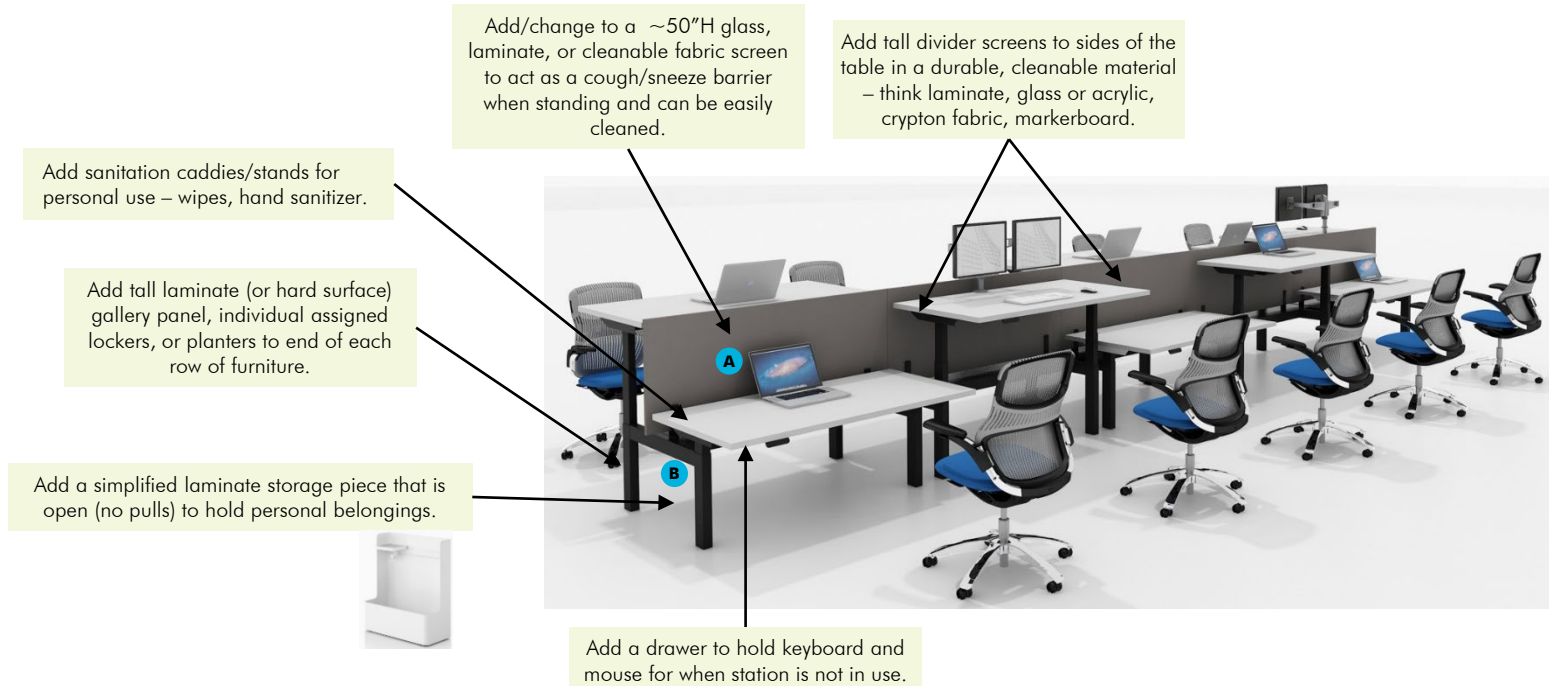 Add/change to a ~50”H glass,
laminate, or cleanable fabric screen
to act as a cough/sneeze barrier
when standing and can be easily
cleaned.
Add tall divider screens to sides of the
table in a durable, cleanable material
– think laminate, glass or acrylic,
crypton fabric, markerboard.
Add sanitation caddies/stands for
personal use – wipes, hand sanitizer.
Add tall laminate (or hard surface)
gallery panel, individual assigned
lockers, or planters to end of each
row of furniture.
A
B
Add a simplified laminate storage piece that is
open (no pulls) to hold personal belongings.
Add a drawer to hold keyboard and
mouse for when station is not in use.